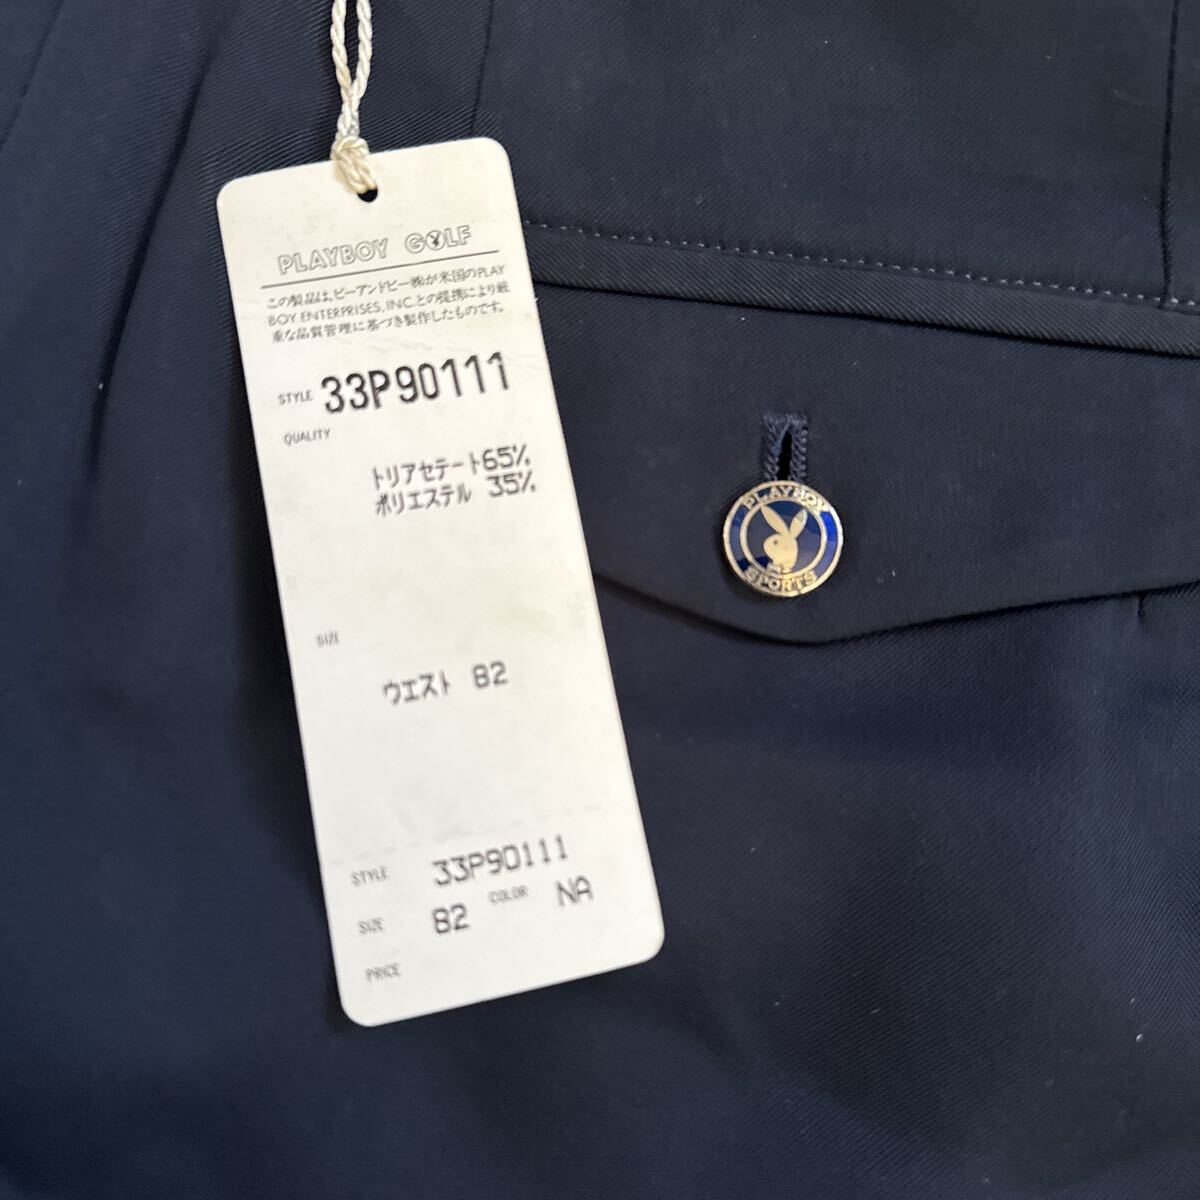 PLAYBOY GOLF
この製品は、ビーアンドビー㈱が米国のPLAY
BOY ENTERPRISES, INC.との提携により厳
重な品質管理に基づき製作したものです。
STYLE 33P90111
QUALITY
トリアセテート65%
ポリエステル 35%
SIZE
ウエスト 82
STYLE 33P90111
SIZE 82 COLOR NA
PRICE
PLAYBOY
SPORTS